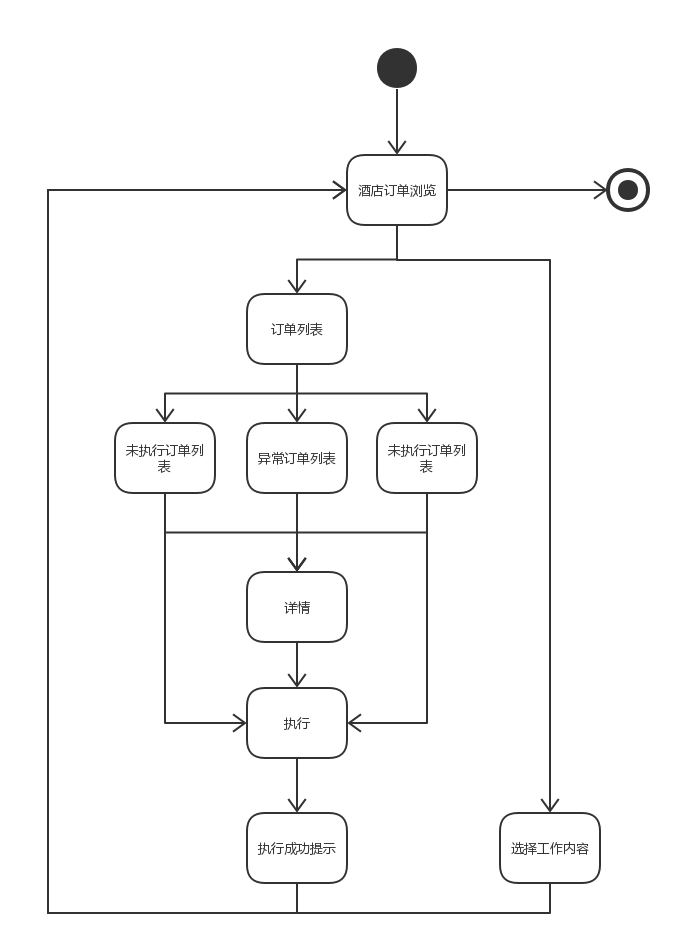 酒店订单浏览
订单列表
未执行订单列
表
异常订单列表
未执行订单列
表
详情
执行
执行成功提示
选择工作内容